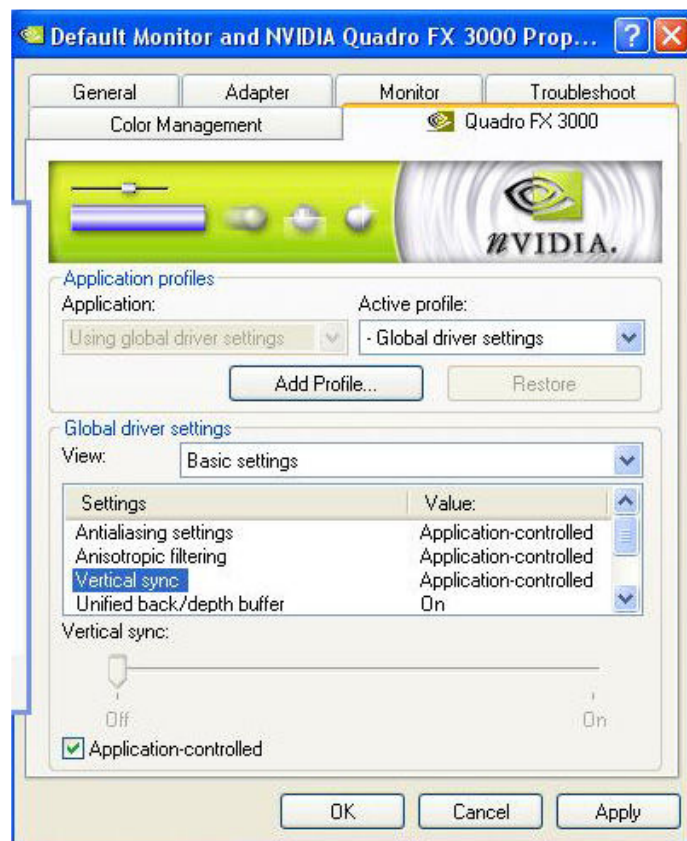 Default Monitor and NVIDIA Quadro FX 3000 Prop...
General Adapter Monitor Troubleshoot
Color Management Quadro FX 3000
nVIDIA.
Application profiles
Application: Active profile:
Using global driver settings - Global driver settings
Add Profile... Restore
Global driver settings
View: Basic settings
Settings Value:
Antialiasing settings Application-controlled
Anisotropic filtering Application-controlled
Vertical sync Application-controlled
Unified back/depth buffer On
Vertical sync:
Off On
Application-controlled
OK Cancel Apply